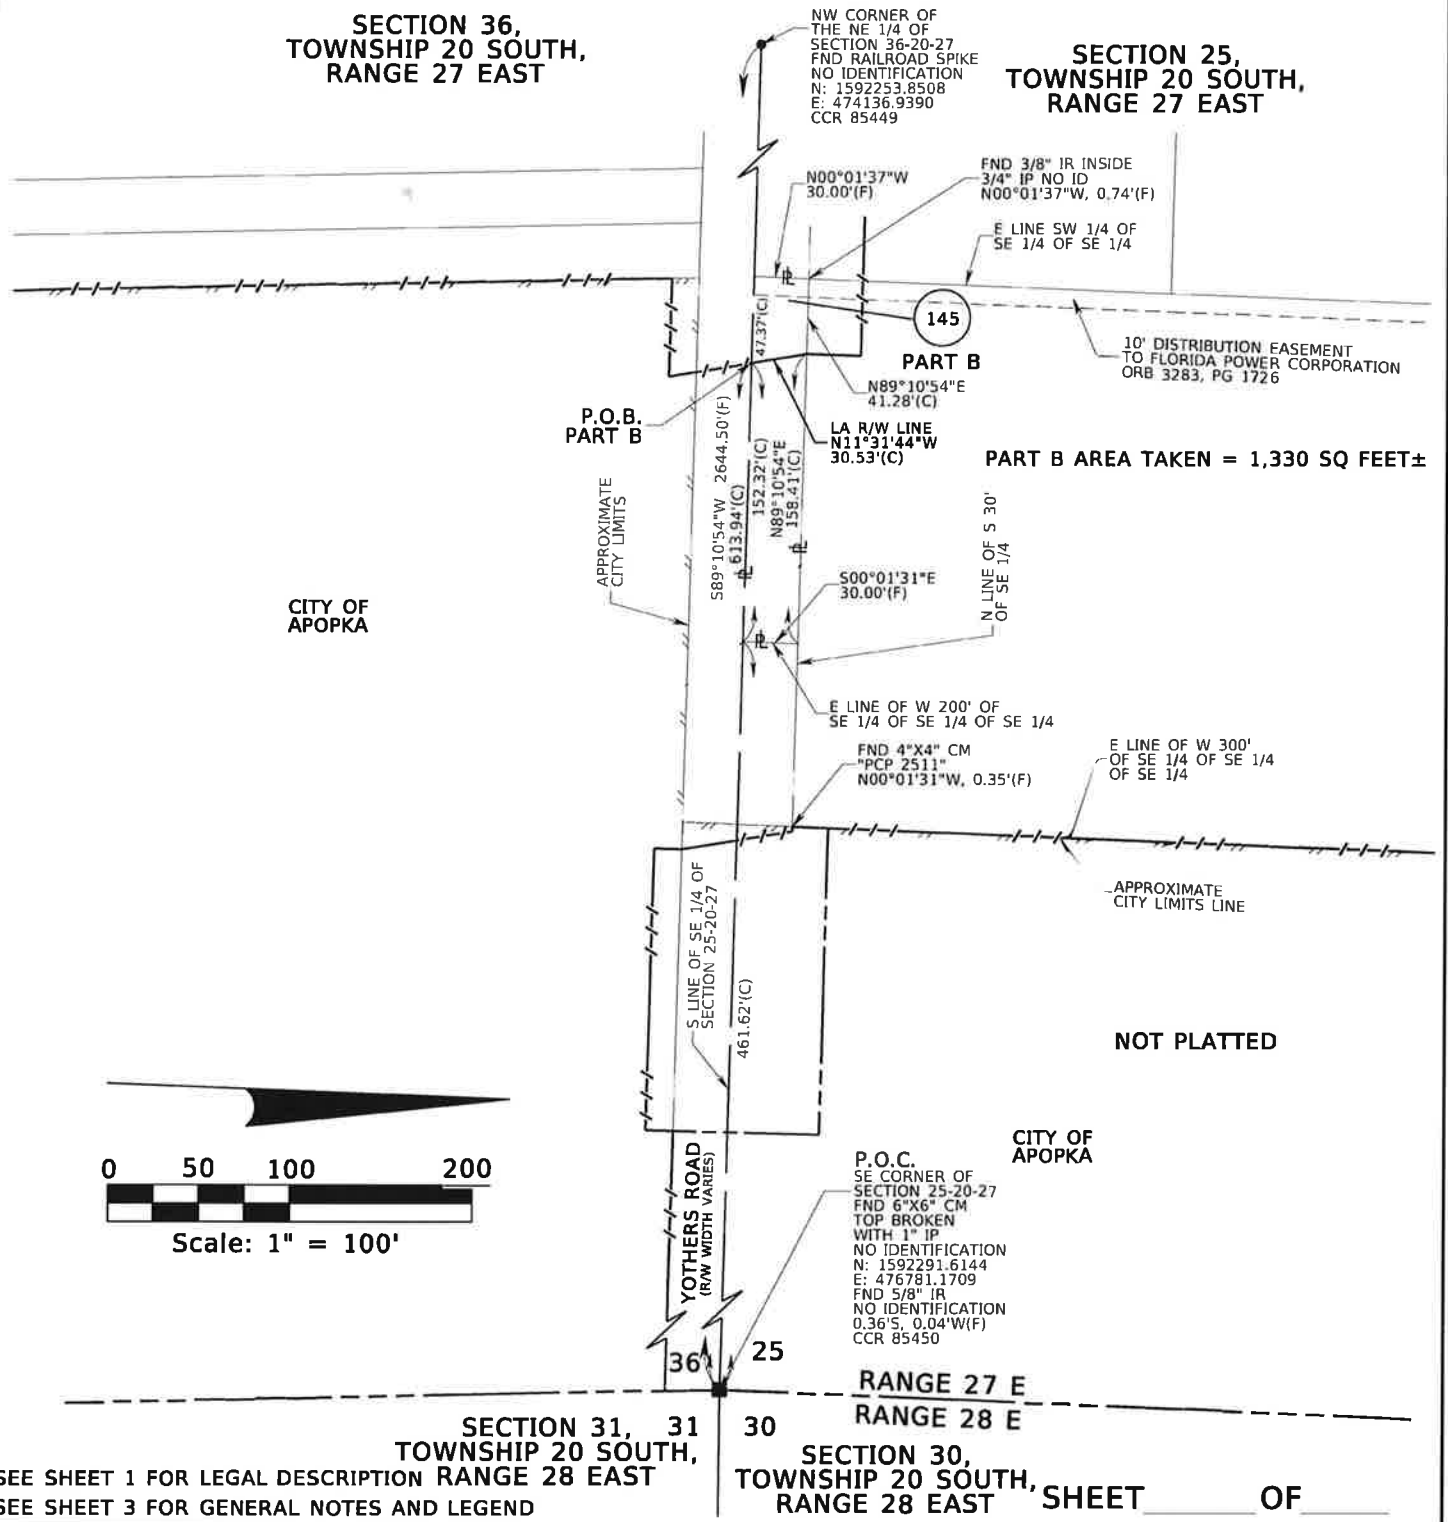 SECTION 36,
TOWNSHIP 20 SOUTH,
RANGE 27 EAST
NW CORNER OF
THE NE 1/4 OF
SECTION 36-20-27
FND RAILROAD SPIKE
NO IDENTIFICATION
N: 1592253.8508
E: 474136.9390
CCR 85449
SECTION 25,
TOWNSHIP 20 SOUTH,
RANGE 27 EAST
N00°01'37"W
30.00'(F)
FND 3/8" IR INSIDE
3/4" IP NO ID
N00°01'37"W, 0.74'(F)
E LINE SW 1/4 OF
SE 1/4 OF SE 1/4
PL
47.37'(C)
145
PART B
10' DISTRIBUTION EASEMENT
TO FLORIDA POWER CORPORATION
ORB 3283, PG 1726
N89°10'54"E
41.28'(C)
P.O.B.
PART B
LA R/W LINE
N11°31'44"W
30.53'(C)
PART B AREA TAKEN = 1,330 SQ FEET±
APPROXIMATE
CITY LIMITS
S89°10'54"W 2644.50'(F)
613.94'(C)
152.32'(C)
N89°10'54"E
158.41'(C)
PL
PL
N LINE OF S 30'
OF SE 1/4
S00°01'31"E
30.00'(F)
CITY OF
APOPKA
PL
E LINE OF W 200' OF
SE 1/4 OF SE 1/4 OF SE 1/4
FND 4"X4" CM
"PCP 2511"
N00°01'31"W, 0.35'(F)
E LINE OF W 300'
OF SE 1/4 OF SE 1/4
OF SE 1/4
APPROXIMATE
CITY LIMITS LINE
S LINE OF SE 1/4 OF
SECTION 25-20-27
461.62'(C)
NOT PLATTED
0 50 100 200
Scale: 1" = 100'
CITY OF
APOPKA
YOTHERS ROAD
(R/W WIDTH VARIES)
P.O.C.
SE CORNER OF
SECTION 25-20-27
FND 6"X6" CM
TOP BROKEN
WITH 1" IP
NO IDENTIFICATION
N: 1592291.6144
E: 476781.1709
FND 5/8" IR
NO IDENTIFICATION
0.36'S, 0.04'W(F)
CCR 85450
36 25
RANGE 27 E
RANGE 28 E
31 30
SECTION 31,
TOWNSHIP 20 SOUTH,
RANGE 28 EAST
SECTION 30,
TOWNSHIP 20 SOUTH,
RANGE 28 EAST
SEE SHEET 1 FOR LEGAL DESCRIPTION
SEE SHEET 3 FOR GENERAL NOTES AND LEGEND
SHEET OF